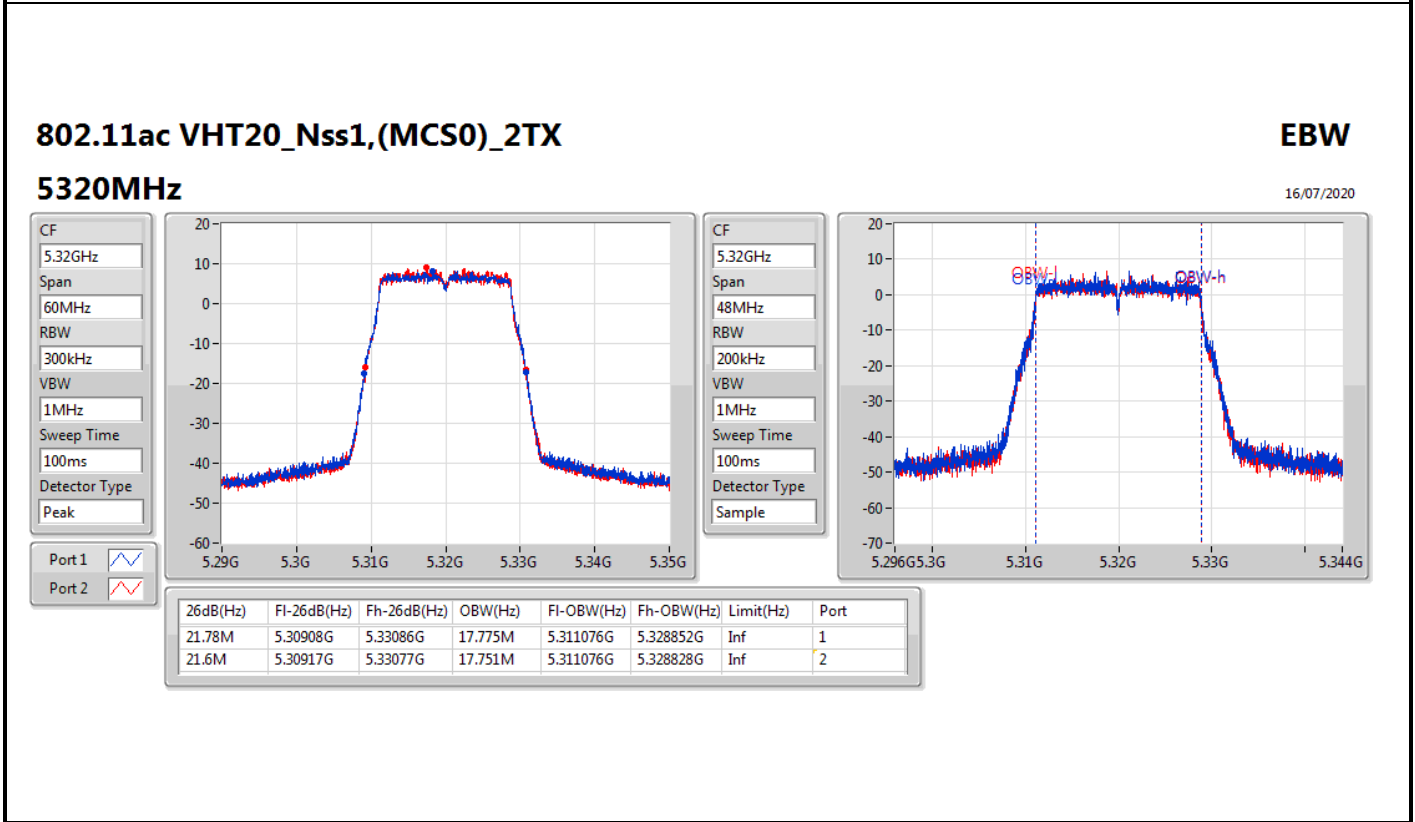 802.11ac VHT20_Nss1,(MCS0)_2TX
EBW
5320MHz
16/07/2020
CF
5.32GHz
Span
60MHz
RBW
300kHz
VBW
1MHz
Sweep Time
100ms
Detector Type
Peak
Port 1
Port 2
20
10
0
-10
-20
-30
-40
-50
-60
5.29G 5.3G 5.31G 5.32G 5.33G 5.34G 5.35G
CF
5.32GHz
Span
48MHz
RBW
200kHz
VBW
1MHz
Sweep Time
100ms
Detector Type
Sample
20
10
0
-10
-20
-30
-40
-50
-60
-70
OBW-l
OBW-h
5.296G 5.3G 5.31G 5.32G 5.33G 5.344G
26dB(Hz) Fl-26dB(Hz) Fh-26dB(Hz) OBW(Hz) Fl-OBW(Hz) Fh-OBW(Hz) Limit(Hz) Port
21.78M 5.30908G 5.33086G 17.775M 5.311076G 5.328852G Inf 1
21.6M 5.30917G 5.33077G 17.751M 5.311076G 5.328828G Inf 2